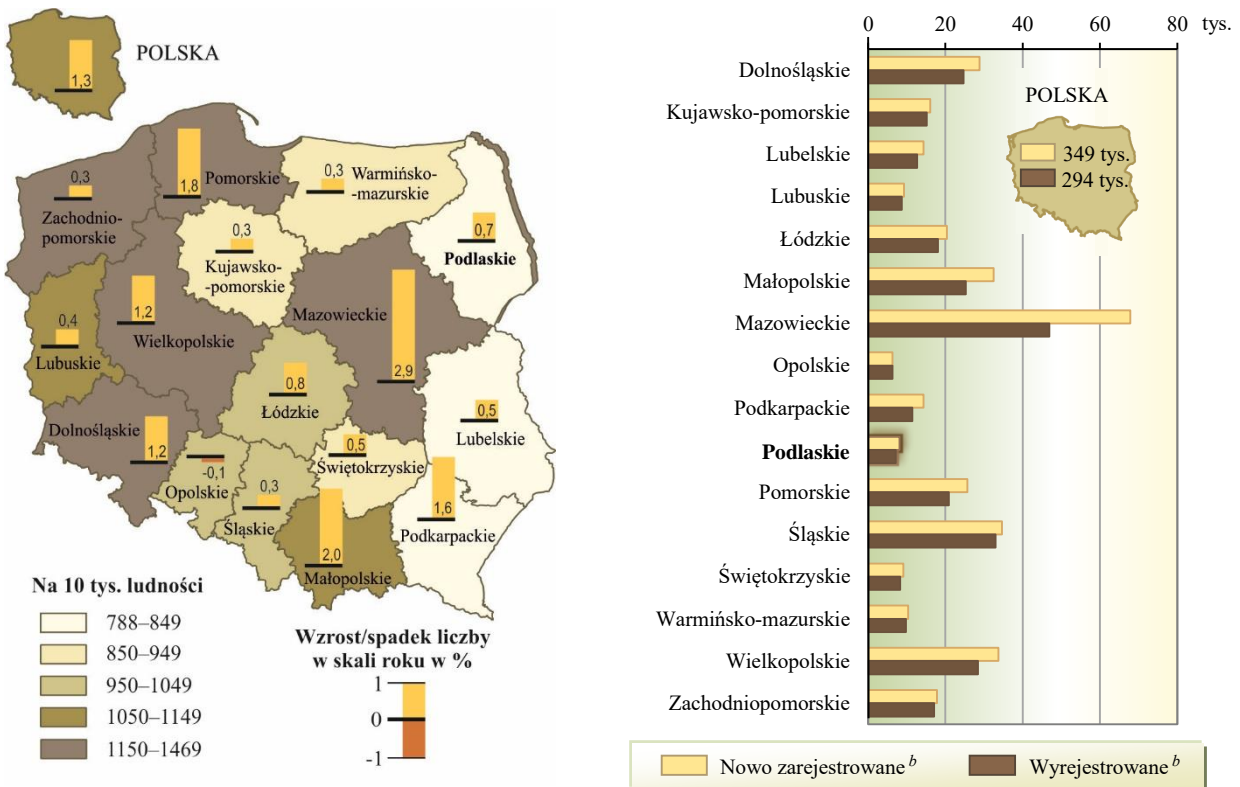 POLSKA
1,3
0,3
Zachodnio-
pomorskie
1,8
Pomorskie
0,3
Warmińsko-
-mazurskie
0,7
Podlaskie
0,3
Kujawsko-
-pomorskie
1,2
Wielkopolskie
Mazowieckie
2,9
0,4
Lubuskie
0,8
Łódzkie
0,5
Lubelskie
Dolnośląskie
1,2
-0,1
Opolskie
0,3
Śląskie
0,5
Świętokrzyskie
1,6
Podkarpackie
2,0
Małopolskie
Na 10 tys. ludności
788–849
850–949
950–1049
1050–1149
1150–1469
Wzrost/spadek liczby
w skali roku w %
1
0
-1
0 20 40 60 80 tys.
Dolnośląskie
Kujawsko-pomorskie
Lubelskie
Lubuskie
Łódzkie
Małopolskie
Mazowieckie
Opolskie
Podkarpackie
Podlaskie
Pomorskie
Śląskie
Świętokrzyskie
Warmińsko-mazurskie
Wielkopolskie
Zachodniopomorskie
POLSKA
349 tys.
294 tys.
Nowo zarejestrowane b
Wyrejestrowane b